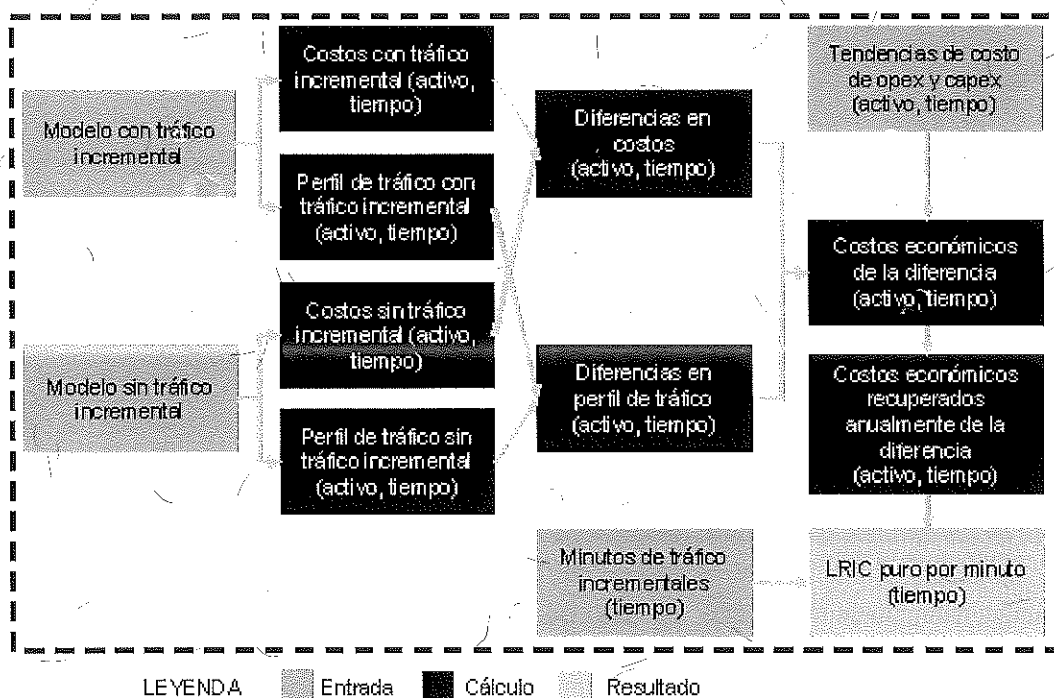 Modelo con tráfico
incremental
Costos con tráfico
incremental (activo,
tiempo)
Perfil de tráfico con
tráfico incremental
(activo, tiempo)
Modelo sin tráfico
incremental
Costos sin tráfico
incremental (activo,
tiempo)
Perfil de tráfico sin
tráfico incremental
(activo, tiempo)
Diferencias en
costos
(activo, tiempo)
Diferencias en
perfil de tráfico
(activo, tiempo)
Minutos de tráfico
incrementales
(tiempo)
Tendencias de costo
de opex y capex
(activo, tiempo)
Costos económicos
de la diferencia
(activo, tiempo)
Costos económicos
recuperados
anualmente de la
diferencia
(activo, tiempo)
LRIC puro por minuto
(tiempo)
LEYENDA Entrada Cálculo Resultado